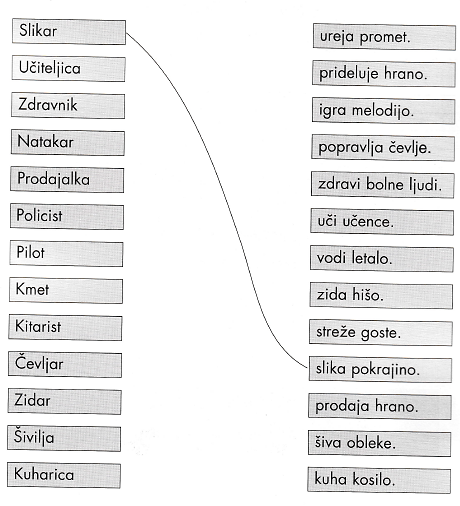 Slikar
Učiteljica
Zdravnik
Natakar
Prodajalka
Policist
Pilot
Kmet
Kitarist
Čevljar
Zidar
Šivilja
Kuharica
ureja promet.
prideluje hrano.
igra melodijo.
popravlja čevlje.
zdravi bolne ljudi.
uči učence.
vodi letalo.
zida hišo.
streže goste.
slika pokrajino.
prodaja hrano.
šiva obleke.
kuha kosilo.